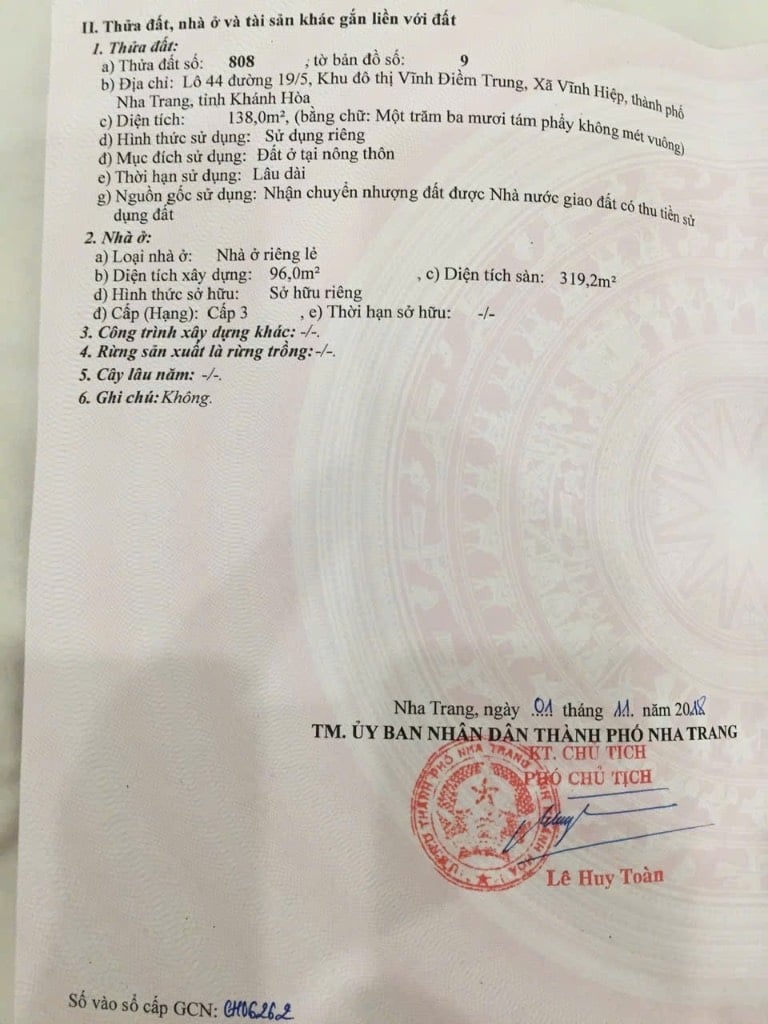 II. Thửa đất, nhà ở và tài sản khác gắn liền với đất
1. Thửa đất:
a) Thửa đất số: 808 , tờ bản đồ số: 9
b) Địa chỉ: Lô 44 đường 19/5, Khu đô thị Vĩnh Điềm Trung, Xã Vĩnh Hiệp, thành phố
Nha Trang, tỉnh Khánh Hòa
c) Diện tích: 138,0m², (bằng chữ: Một trăm ba mươi tám phẩy không mét vuông)
d) Hình thức sử dụng: Sử dụng riêng
đ) Mục đích sử dụng: Đất ở tại nông thôn
e) Thời hạn sử dụng: Lâu dài
g) Nguồn gốc sử dụng: Nhận chuyển nhượng đất được Nhà nước giao đất có thu tiền sử
dụng đất
2. Nhà ở:
a) Loại nhà ở: Nhà ở riêng lẻ
b) Diện tích xây dựng: 96,0m² , c) Diện tích sàn: 319,2m²
d) Hình thức sở hữu: Sở hữu riêng
đ) Cấp (Hạng): Cấp 3 , e) Thời hạn sở hữu: -/-
3. Công trình xây dựng khác: -/-.
4. Rừng sản xuất là rừng trồng:-/-.
5. Cây lâu năm: -/-.
6. Ghi chú: Không.
Nha Trang, ngày 01 tháng 11. năm 2018
TM. ỦY BAN NHÂN DÂN THÀNH PHỐ NHA TRANG
KT. CHỦ TỊCH
PHÓ CHỦ TỊCH
Lê Huy Toàn
Số vào sổ cấp GCN: CH06262